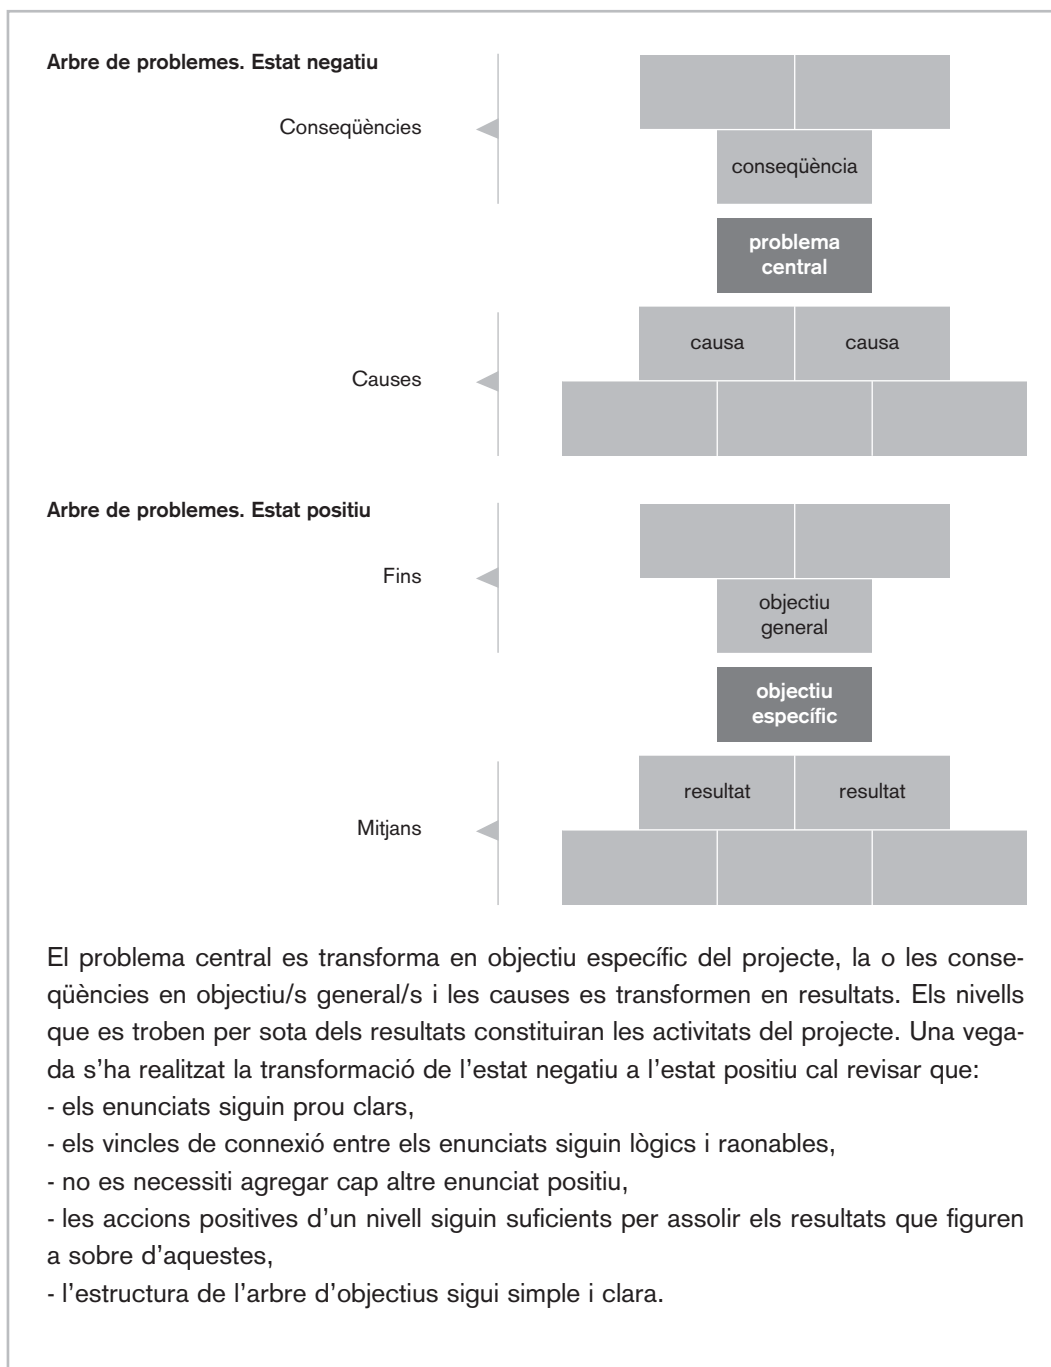 Arbre de problemes. Estat negatiu
Conseqüències
conseqüència
problema
central
causa
causa
Causes
Arbre de problemes. Estat positiu
Fins
objectiu
general
objectiu
específic
resultat
resultat
Mitjans
El problema central es transforma en objectiu específic del projecte, la o les conse-
qüències en objectiu/s general/s i les causes es transformen en resultats. Els nivells
que es troben per sota dels resultats constituiran les activitats del projecte. Una vega-
da s’ha realitzat la transformació de l’estat negatiu a l’estat positiu cal revisar que:
- els enunciats siguin prou clars,
- els vincles de connexió entre els enunciats siguin lògics i raonables,
- no es necessiti agregar cap altre enunciat positiu,
- les accions positives d’un nivell siguin suficients per assolir els resultats que figuren
a sobre d’aquestes,
- l’estructura de l’arbre d’objectius sigui simple i clara.